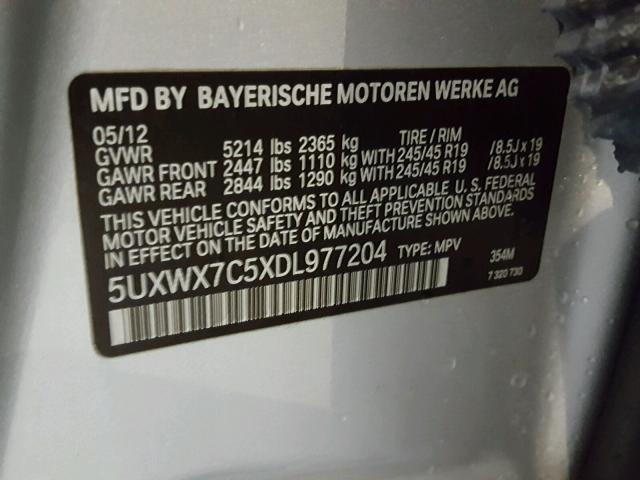 MFD BY BAYERISCHE MOTOREN WERKE AG
05/12 TIRE / RIM
GVWR 5214 lbs 2365 kg
GAWR FRONT 2447 lbs 1110 kg WITH 245/45 R19 /8.5J x 19
GAWR REAR 2844 lbs 1290 kg WITH 245/45 R19 /8.5J x 19
THIS VEHICLE CONFORMS TO ALL APPLICABLE U. S. FEDERAL
MOTOR VEHICLE SAFETY AND THEFT PREVENTION STANDARDS
IN EFFECT ON THE DATE OF MANUFACTURE SHOWN ABOVE.
5UXWX7C5XDL977204 TYPE: MPV 354M
7 320 730